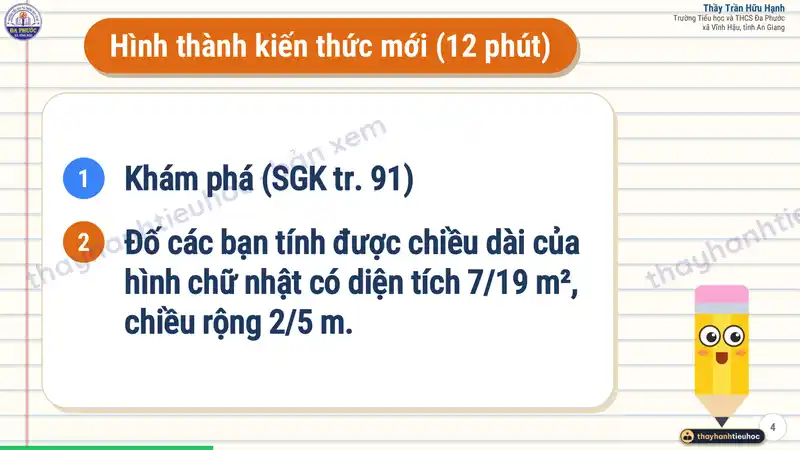 Thầy Trần Hữu Hạnh
Trường Tiểu học và THCS Đa Phước
xã Vĩnh Hậu, tỉnh An Giang
ĐA PHƯỚC
Hình thành kiến thức mới (12 phút)
1 Khám phá (SGK tr. 91)
2 Đố các bạn tính được chiều dài của
hình chữ nhật có diện tích 7/19 m²,
chiều rộng 2/5 m.
thayhanhtieuhoc
4